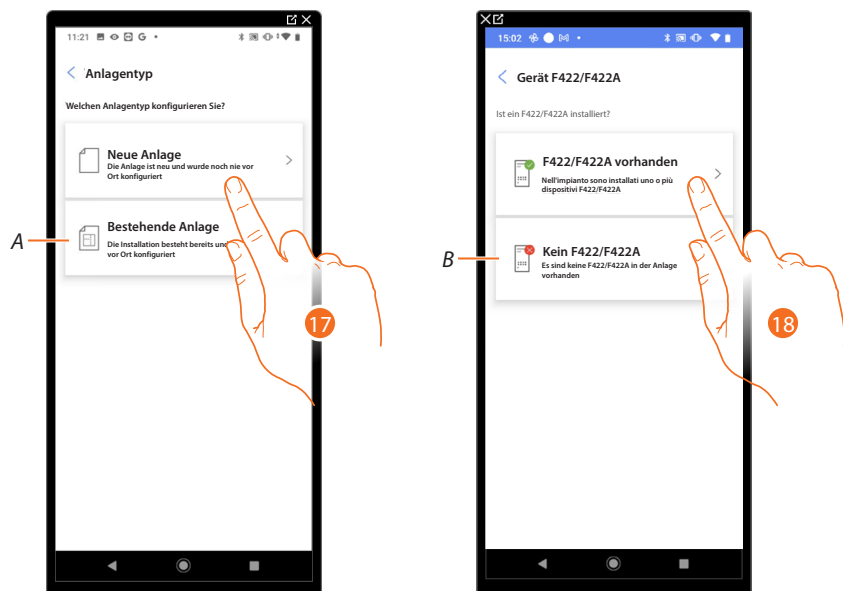 11:21 G
Anlagentyp
Welchen Anlagentyp konfigurieren Sie?
Neue Anlage
Die Anlage ist neu und wurde noch nie vor
Ort konfiguriert
A
Bestehende Anlage
Die Installation besteht bereits und
vor Ort konfiguriert
17
15:02
Gerät F422/F422A
Ist ein F422/F422A installiert?
F422/F422A vorhanden
Nell'impianto sono installati uno o più
dispositivi F422/F422A
B
Kein F422/F422A
Es sind keine F422/F422A in der Anlage
vorhanden
18